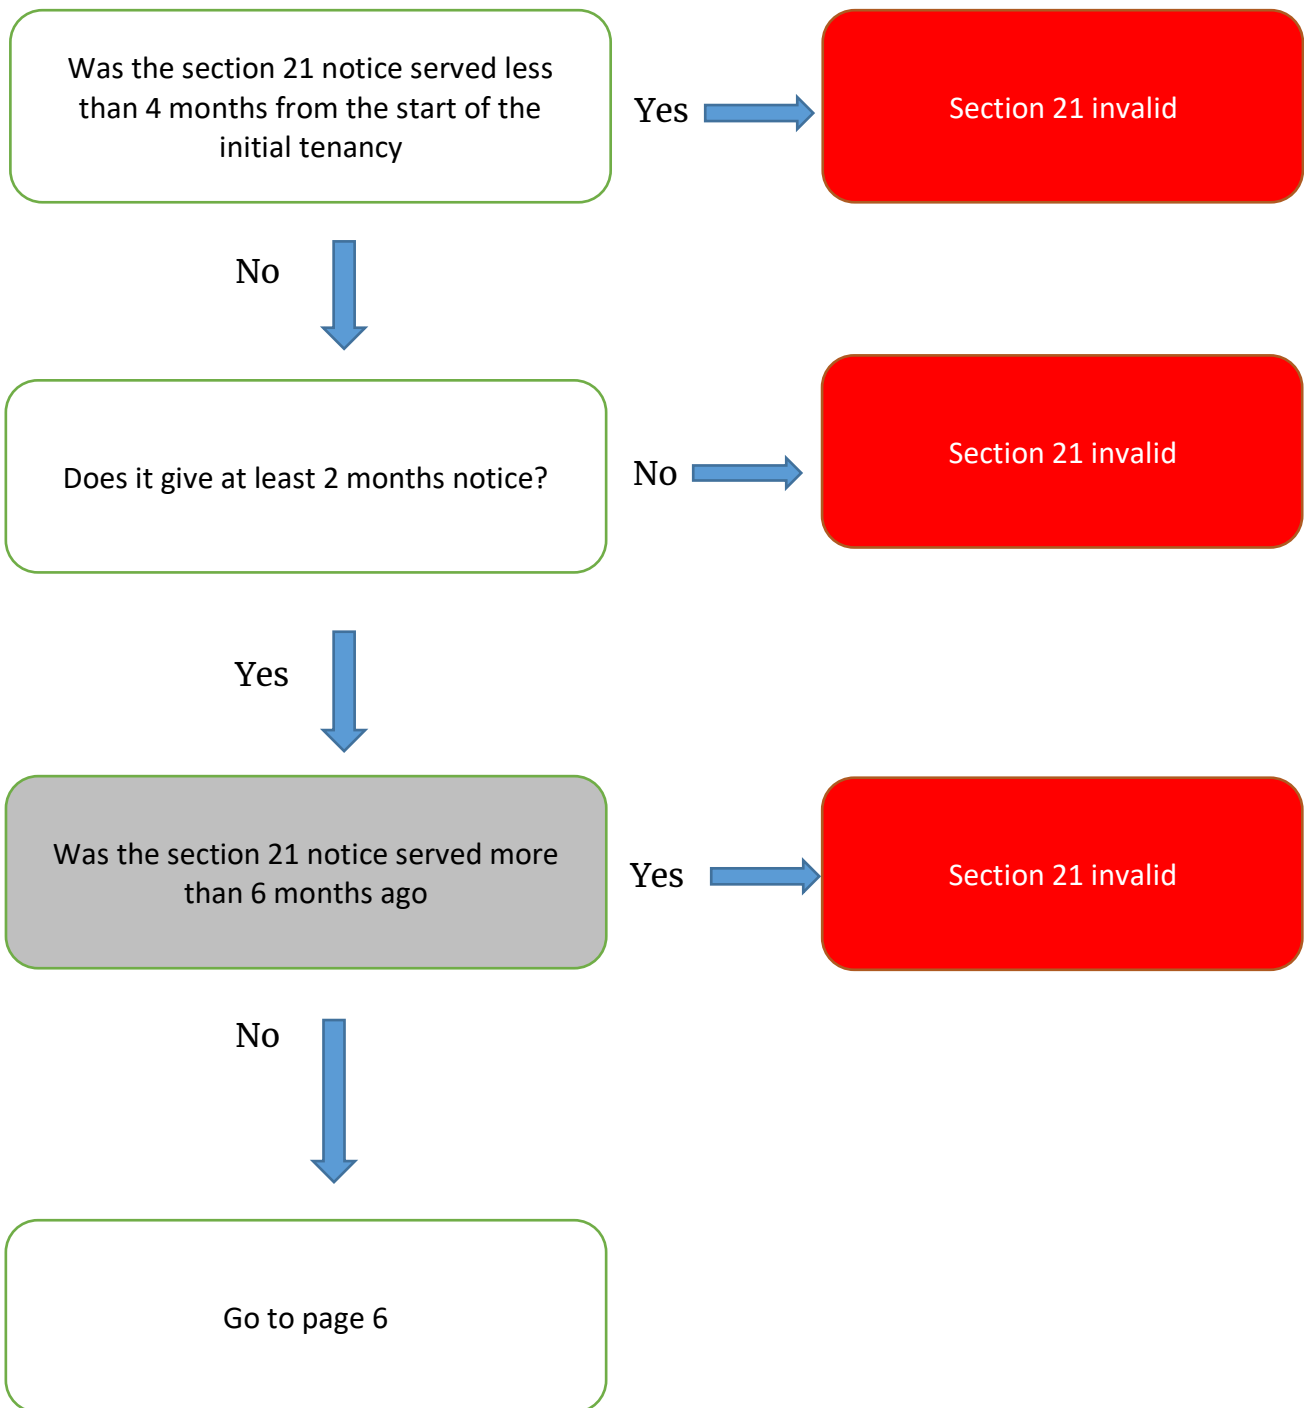 Was the section 21 notice served less
than 4 months from the start of the
initial tenancy
Yes
Section 21 invalid
No
Does it give at least 2 months notice?
No
Section 21 invalid
Yes
Was the section 21 notice served more
than 6 months ago
Yes
Section 21 invalid
No
Go to page 6